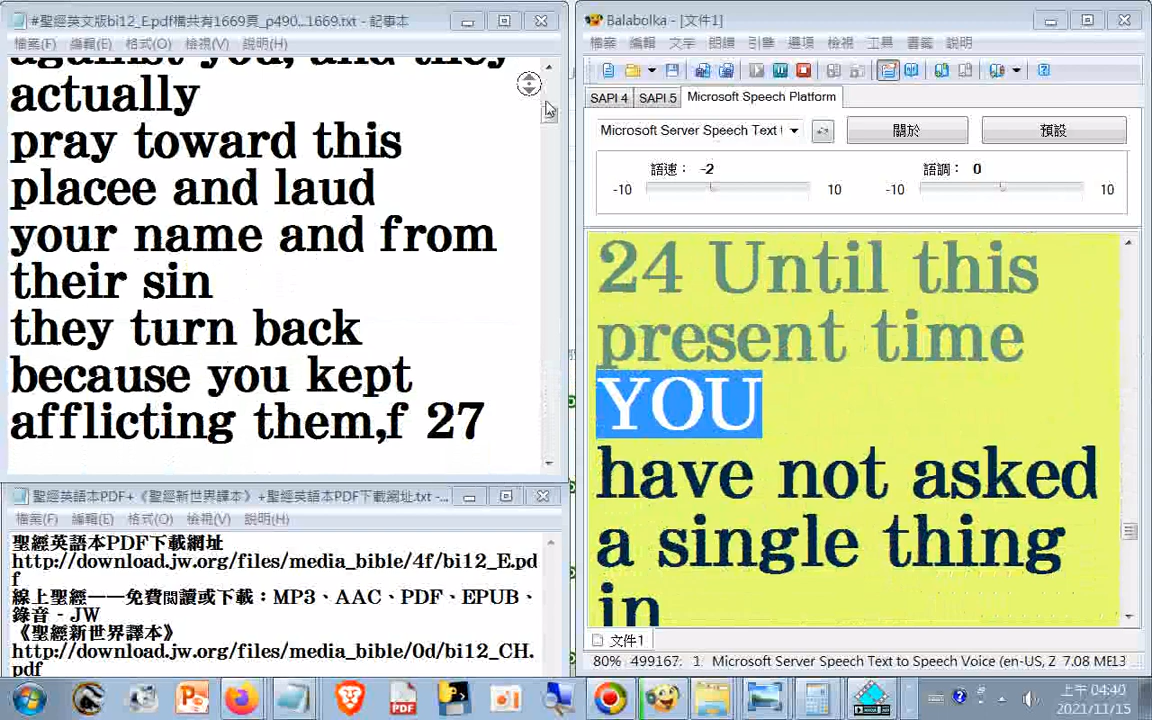 #聖經英文版bi12_E.pdf檔共有1669頁_p490,..1669.txt - 記事本
檔案(F) 編輯(E) 格式(O) 檢視(V) 說明(H)
against you, and they
actually
pray toward this
placee and laud
your name and from
their sin
they turn back
because you kept
afflicting them,f 27
聖經英語本PDF+《聖經新世界譯本》+聖經英語本PDF下載網址.txt -...
檔案(F) 編輯(E) 格式(O) 檢視(V) 說明(H)
聖經英語本PDF下載網址
http://download.jw.org/files/media_bible/4f/bi12_E.pd
f
線上聖經——免費閱讀或下載：MP3、AAC、PDF、EPUB、
錄音 - JW
《聖經新世界譯本》
http://download.jw.org/files/media_bible/0d/bi12_CH.
pdf
Balabolka - [文件1]
檔案 編輯 文字 朗讀 引擎 選項 檢視 工具 書籤 說明
SAPI 4 SAPI 5 Microsoft Speech Platform
Microsoft Server Speech Text 關於 預設
語速： -2 語調： 0
-10 10 -10 10
24 Until this
present time
YOU
have not asked
a single thing
in
文件1
80% 499167: 1: Microsoft Server Speech Text to Speech Voice (en-US, Z 7.08 ME13
上午 04:40
2021/11/15